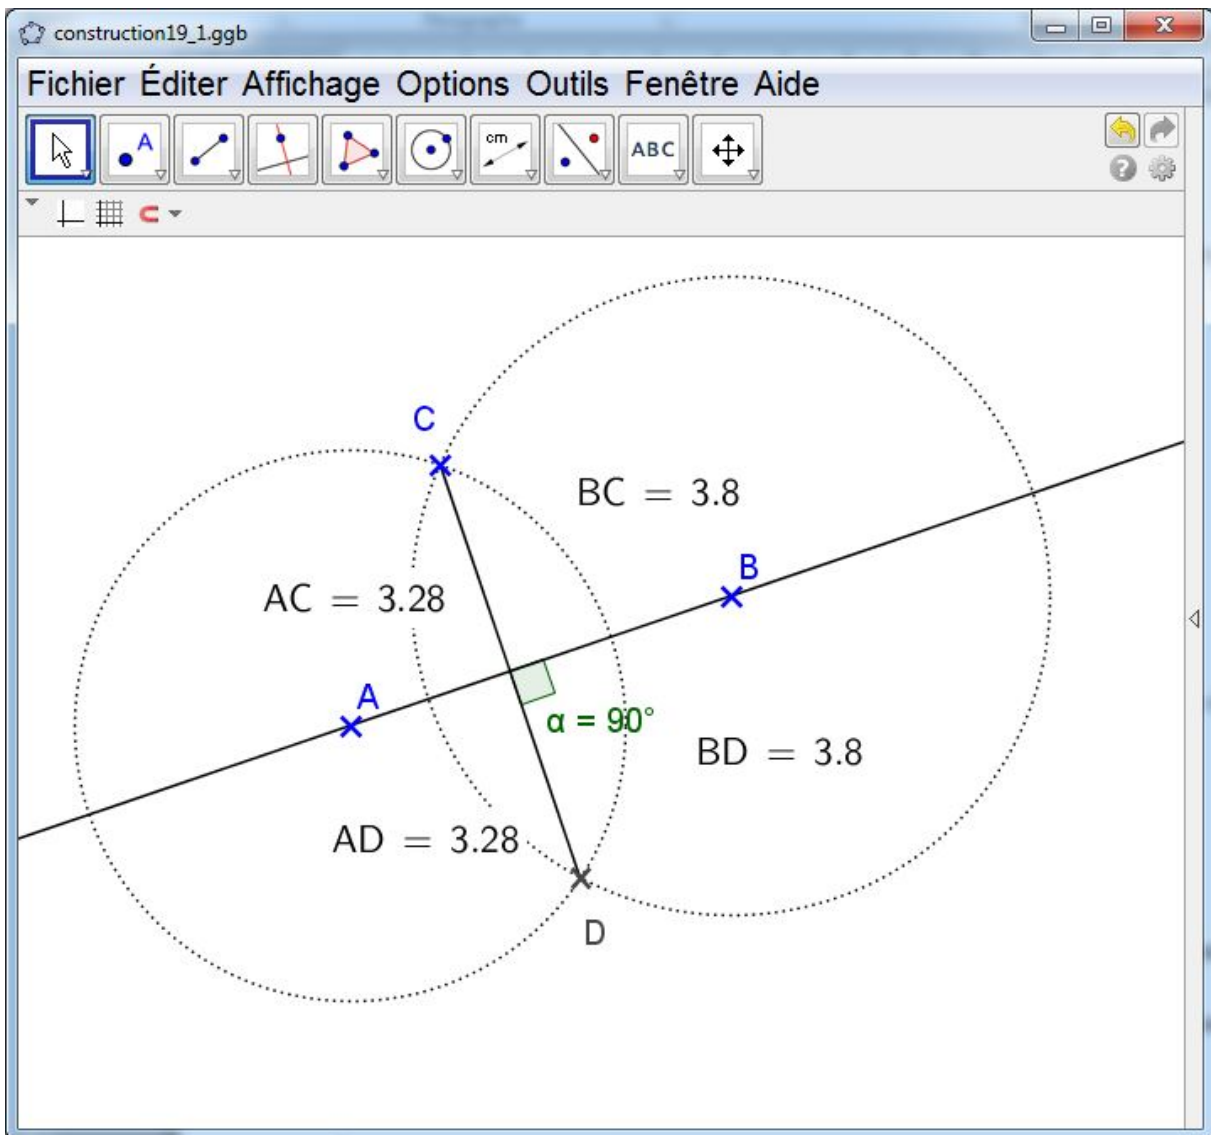 construction19_1.ggb
Fichier Éditer Affichage Options Outils Fenêtre Aide
A cm ABC
?
C
BC = 3.8
B
AC = 3.28
A
α = 90°
BD = 3.8
AD = 3.28
D